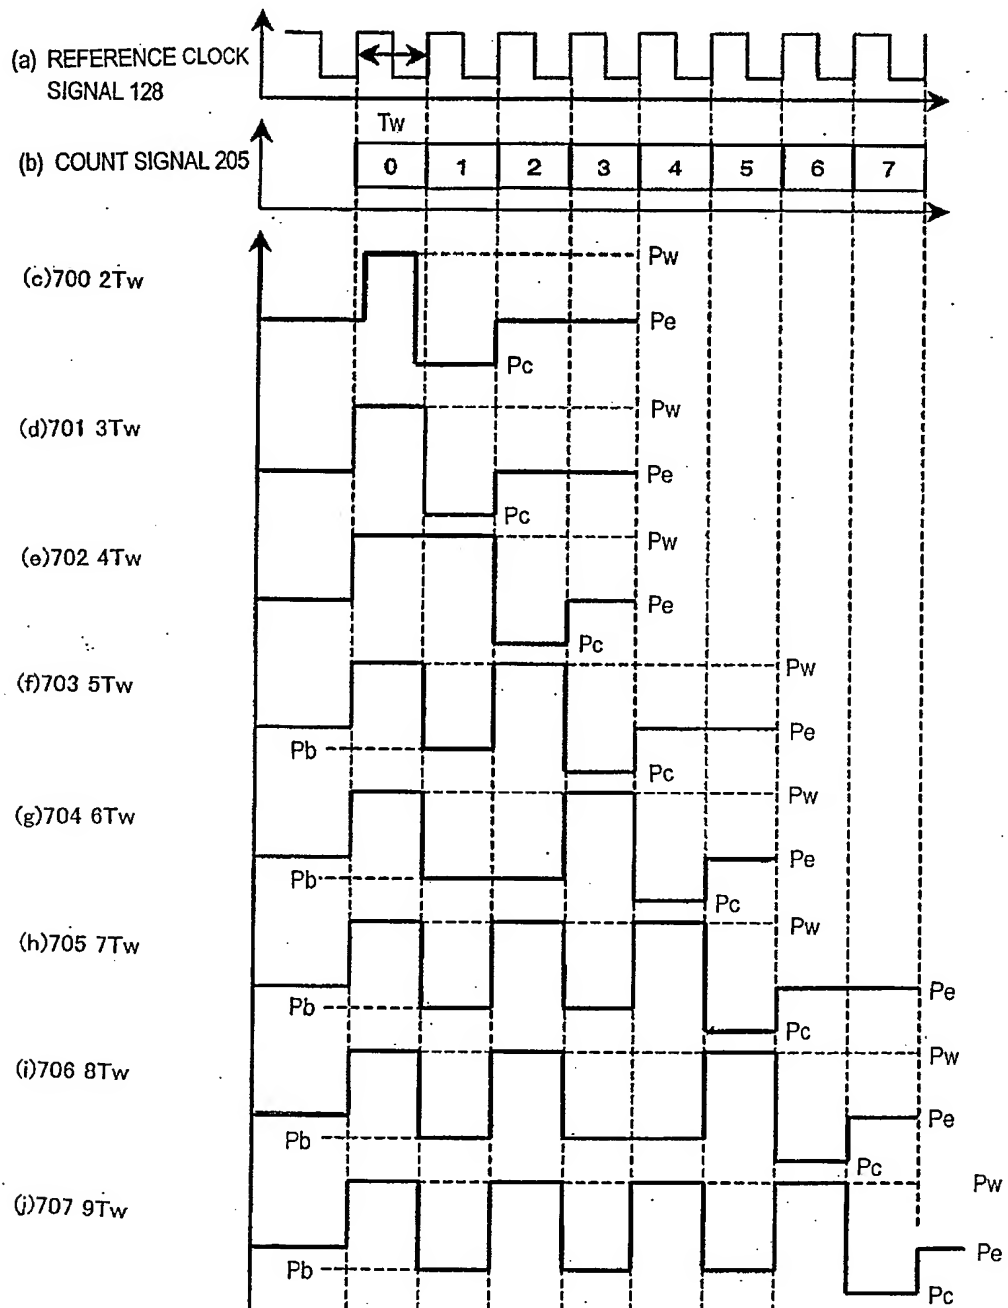 (a) REFERENCE CLOCK
SIGNAL 128
Tw
(b) COUNT SIGNAL 205
0 1 2 3 4 5 6 7
(c)700 2Tw
Pw
Pe
Pc
(d)701 3Tw
Pw
Pe
Pc
(e)702 4Tw
Pw
Pe
Pc
(f)703 5Tw
Pw
Pe
Pb
Pc
(g)704 6Tw
Pw
Pe
Pb
Pc
(h)705 7Tw
Pw
Pe
Pb
Pc
(i)706 8Tw
Pw
Pe
Pb
Pc
(j)707 9Tw
Pw
Pe
Pb
Pc